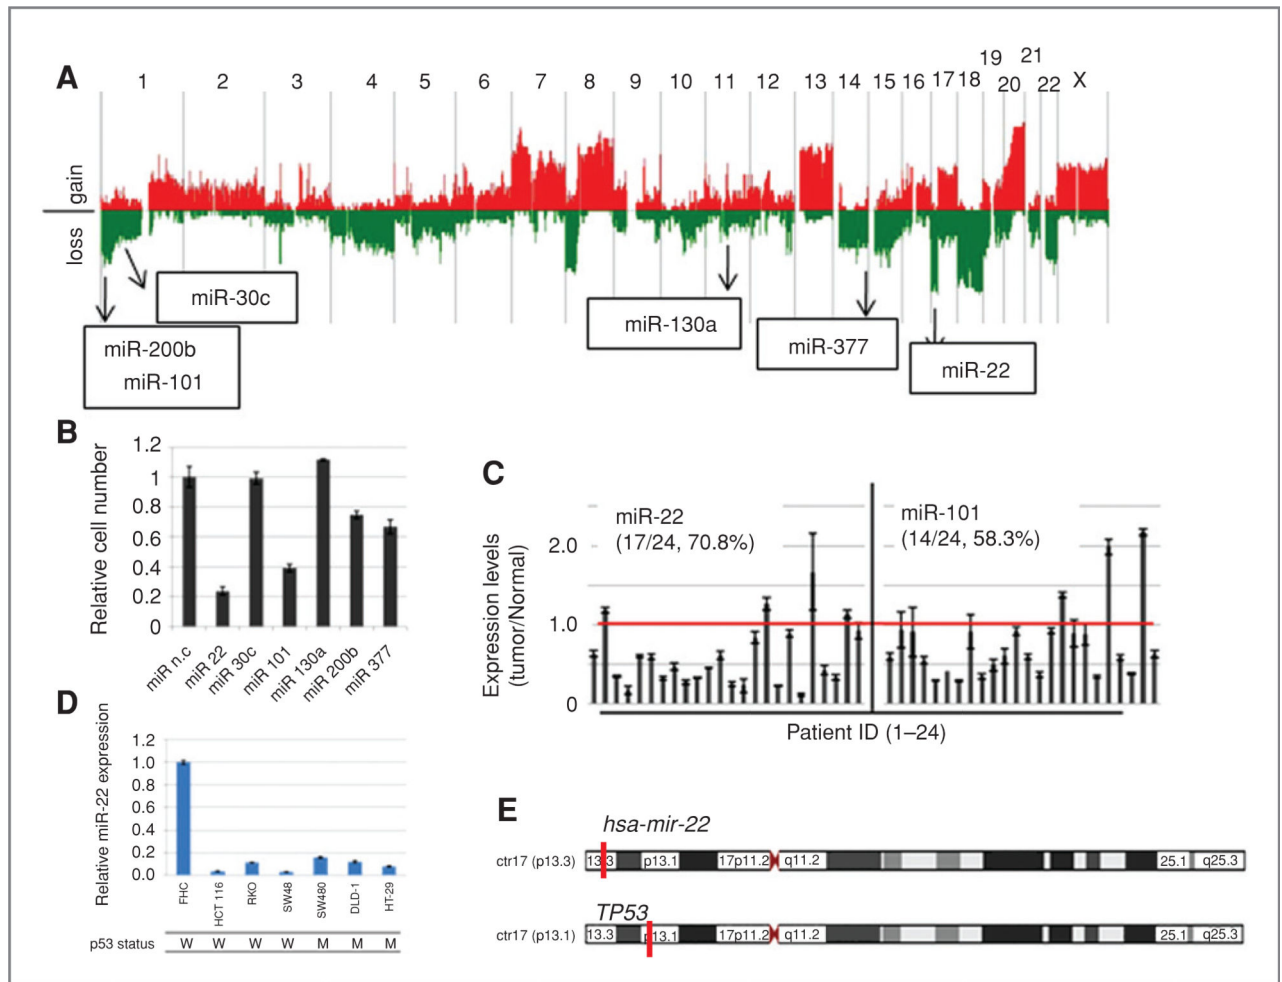 A
1 2 3 4 5 6 7 8 9 10 11 12 13 14 15 16 17 18 19 20 21 22 X
gain
loss
miR-30c
miR-200b
miR-101
miR-130a
miR-377
miR-22
B
Relative cell number
1.2
1
0.8
0.6
0.4
0.2
0
miR n.c miR 22 miR 30c miR 101 miR 130a miR 200b miR 377
C
Expression levels
(tumor/Normal)
miR-22
(17/24, 70.8%)
miR-101
(14/24, 58.3%)
2.0
1.0
0
Patient ID (1–24)
D
Relative miR-22 expression
1.2
1.0
0.8
0.6
0.4
0.2
0.0
FHC HCT 116 RKO SW48 SW480 DLD-1 HT-29
p53 status W W W W M M M
E
hsa-mir-22
ctr17 (p13.3) 13.3 p13.1 17p11.2 q11.2 25.1 q25.3
TP53
ctr17 (p13.1) 13.3 p13.1 17p11.2 q11.2 25.1 q25.3